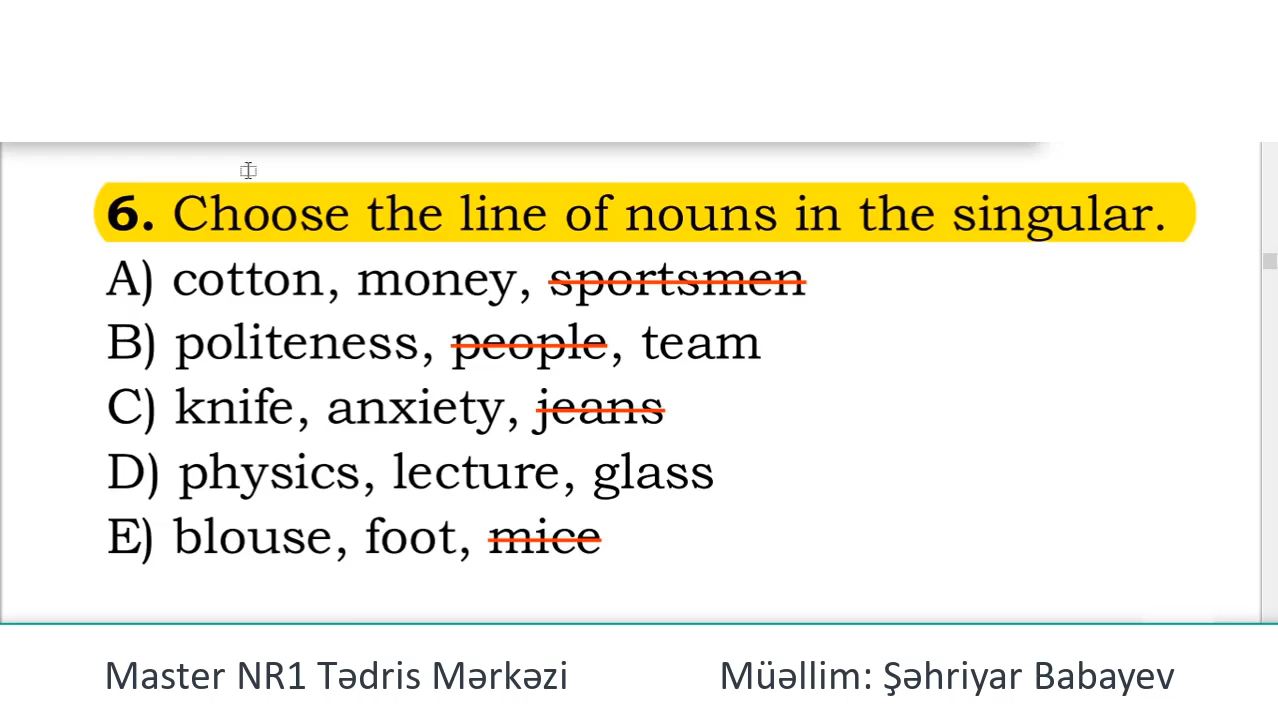 6. Choose the line of nouns in the singular.
A) cotton, money, sportsmen
B) politeness, people, team
C) knife, anxiety, jeans
D) physics, lecture, glass
E) blouse, foot, mice
Master NR1 Tədris Mərkəzi
Müəllim: Şəhriyar Babayev